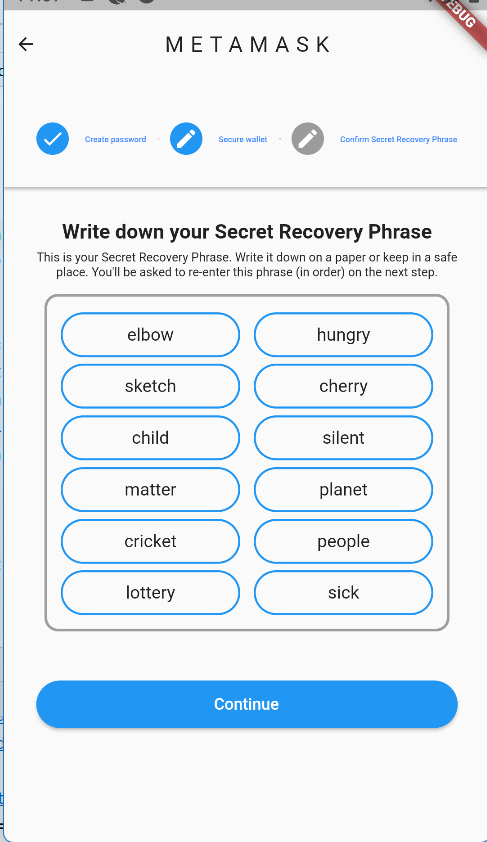 EBUG
METAMASK
Create password
Secure wallet
Confirm Secret Recovery Phrase
Write down your Secret Recovery Phrase
This is your Secret Recovery Phrase. Write it down on a paper or keep in a safe
place. You'll be asked to re-enter this phrase (in order) on the next step.
elbow hungry
sketch cherry
child silent
matter planet
cricket people
lottery sick
Continue